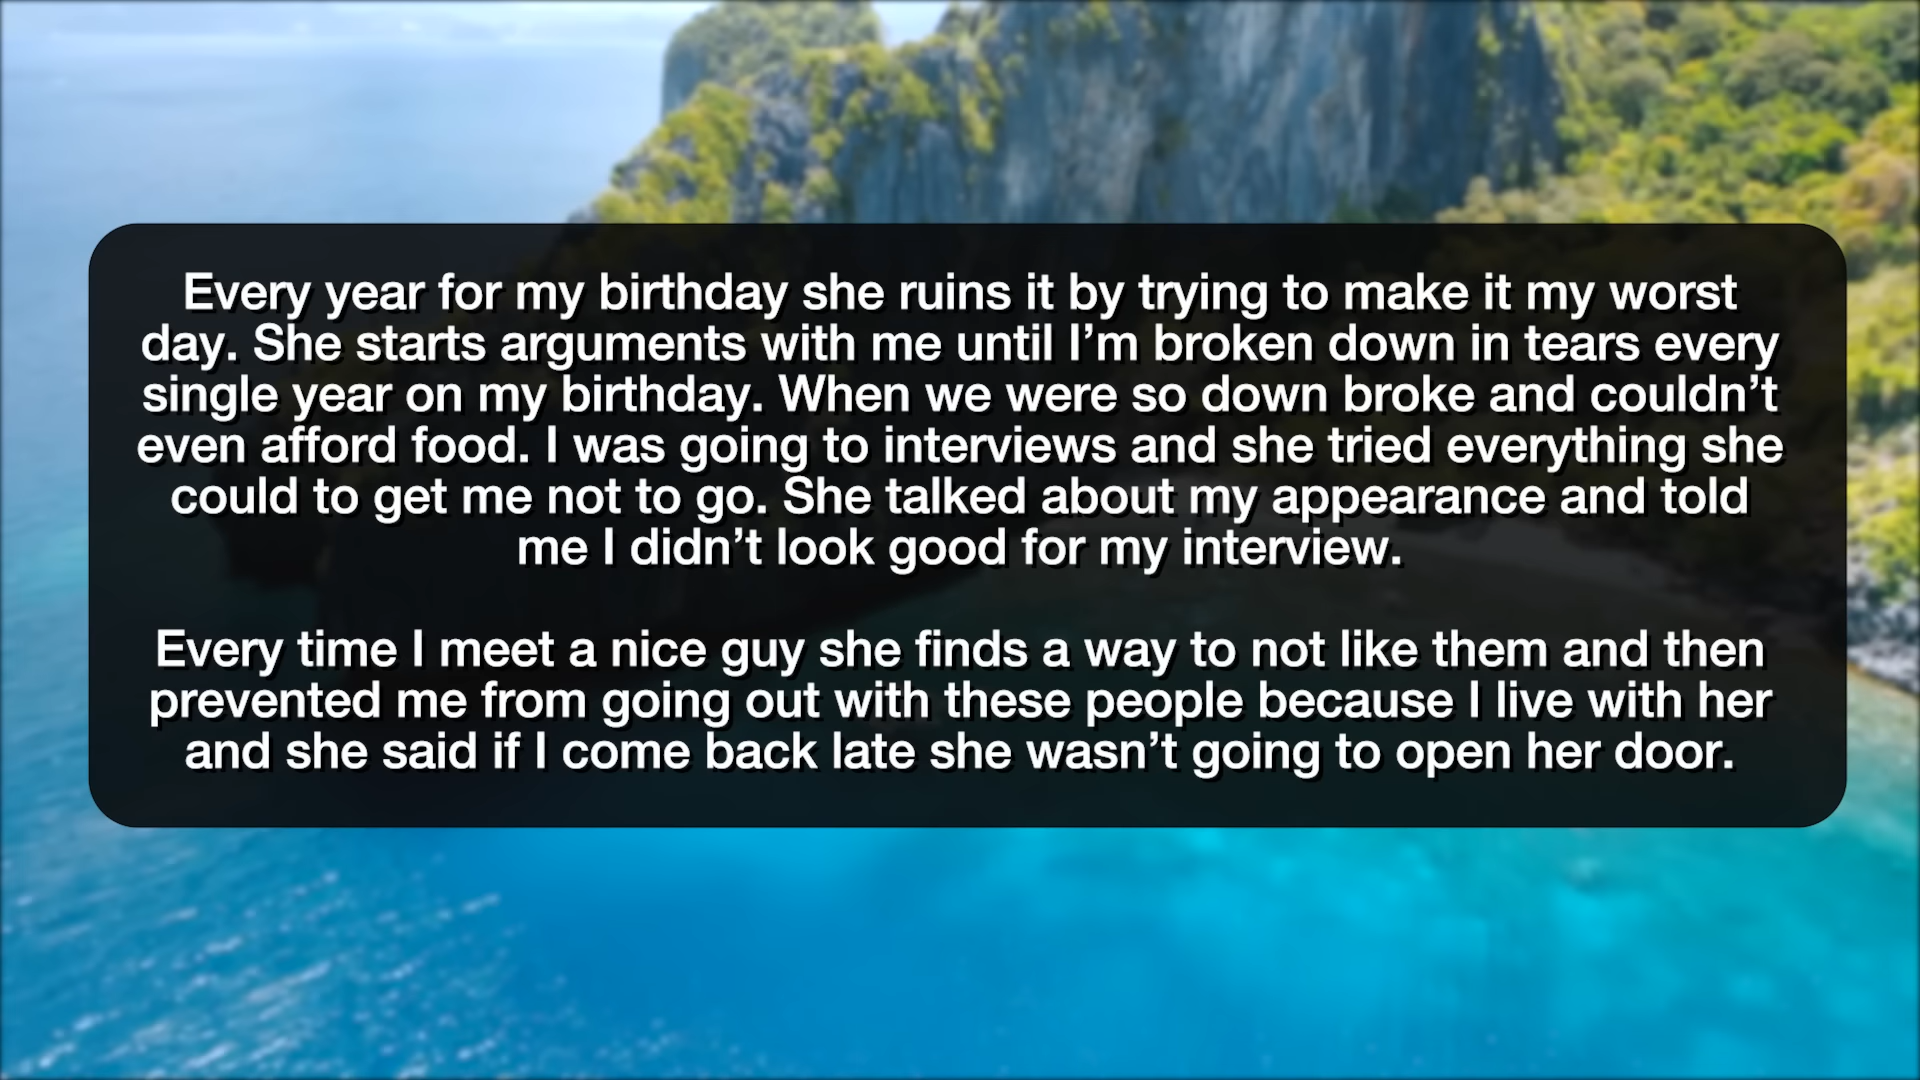 Every year for my birthday she ruins it by trying to make it my worst
day. She starts arguments with me until I’m broken down in tears every
single year on my birthday. When we were so down broke and couldn’t
even afford food. I was going to interviews and she tried everything she
could to get me not to go. She talked about my appearance and told
me I didn’t look good for my interview.
Every time I meet a nice guy she finds a way to not like them and then
prevented me from going out with these people because I live with her
and she said if I come back late she wasn’t going to open her door.